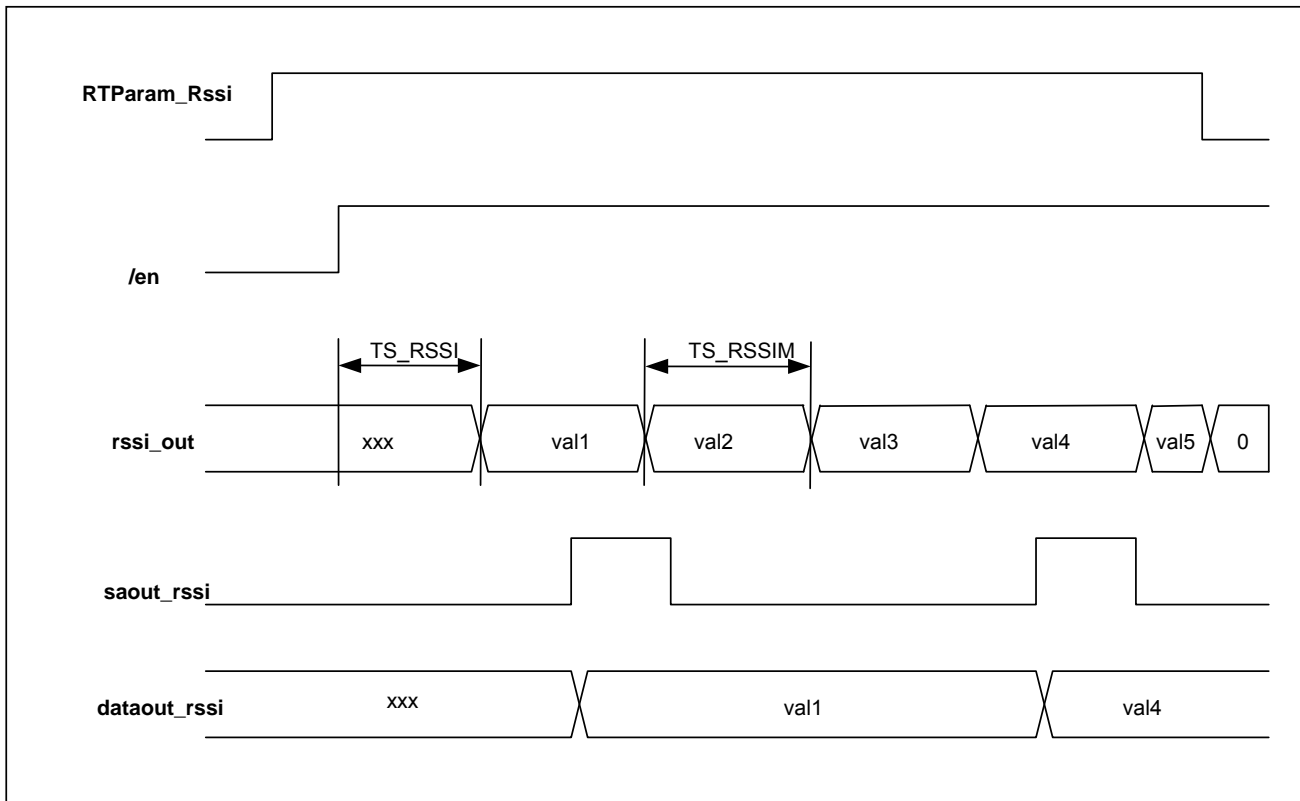 RTParam_Rssi
/en
TS_RSSI TS_RSSIM
rssi_out xxx val1 val2 val3 val4 val5 0
saout_rssi
dataout_rssi xxx val1 val4